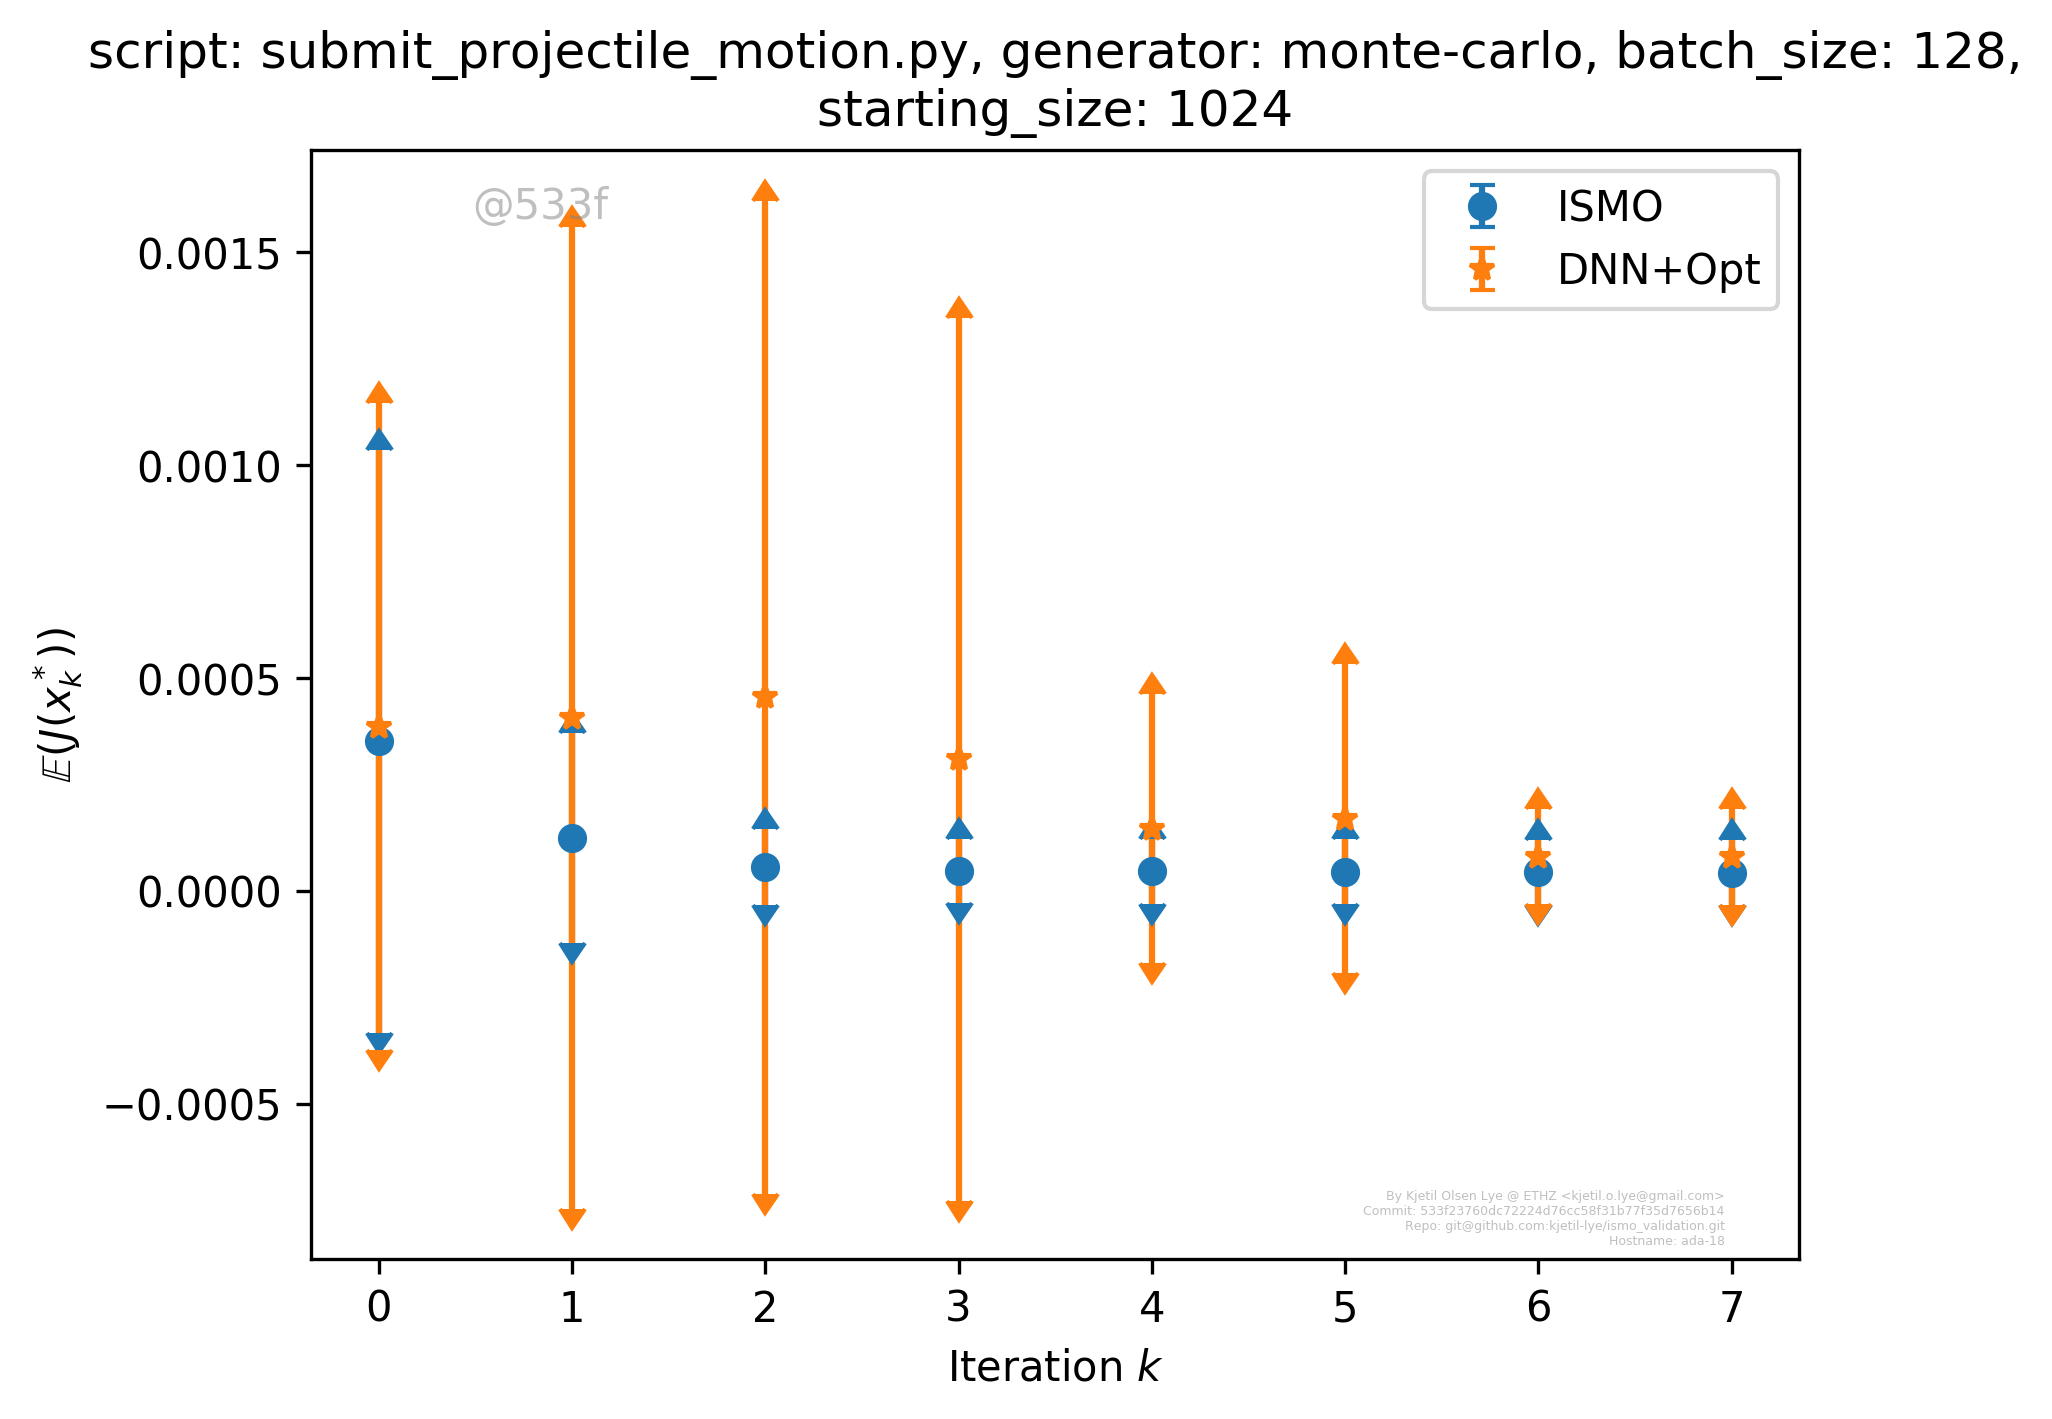 script: submit_projectile_motion.py, generator: monte-carlo, batch_size: 128,
starting_size: 1024
@533f
ISMO
DNN+Opt
0.0015
0.0010
0.0005
0.0000
−0.0005
𝔼(J(x*k))
0 1 2 3 4 5 6 7
Iteration k
By Kjetil Olsen Lye @ ETHZ <kjetil.o.lye@gmail.com>
Commit: 533f23760dc72224d76cc58f31b77f35d7656b14
Repo: git@github.com:kjetil-lye/ismo_validation.git
Hostname: ada-18